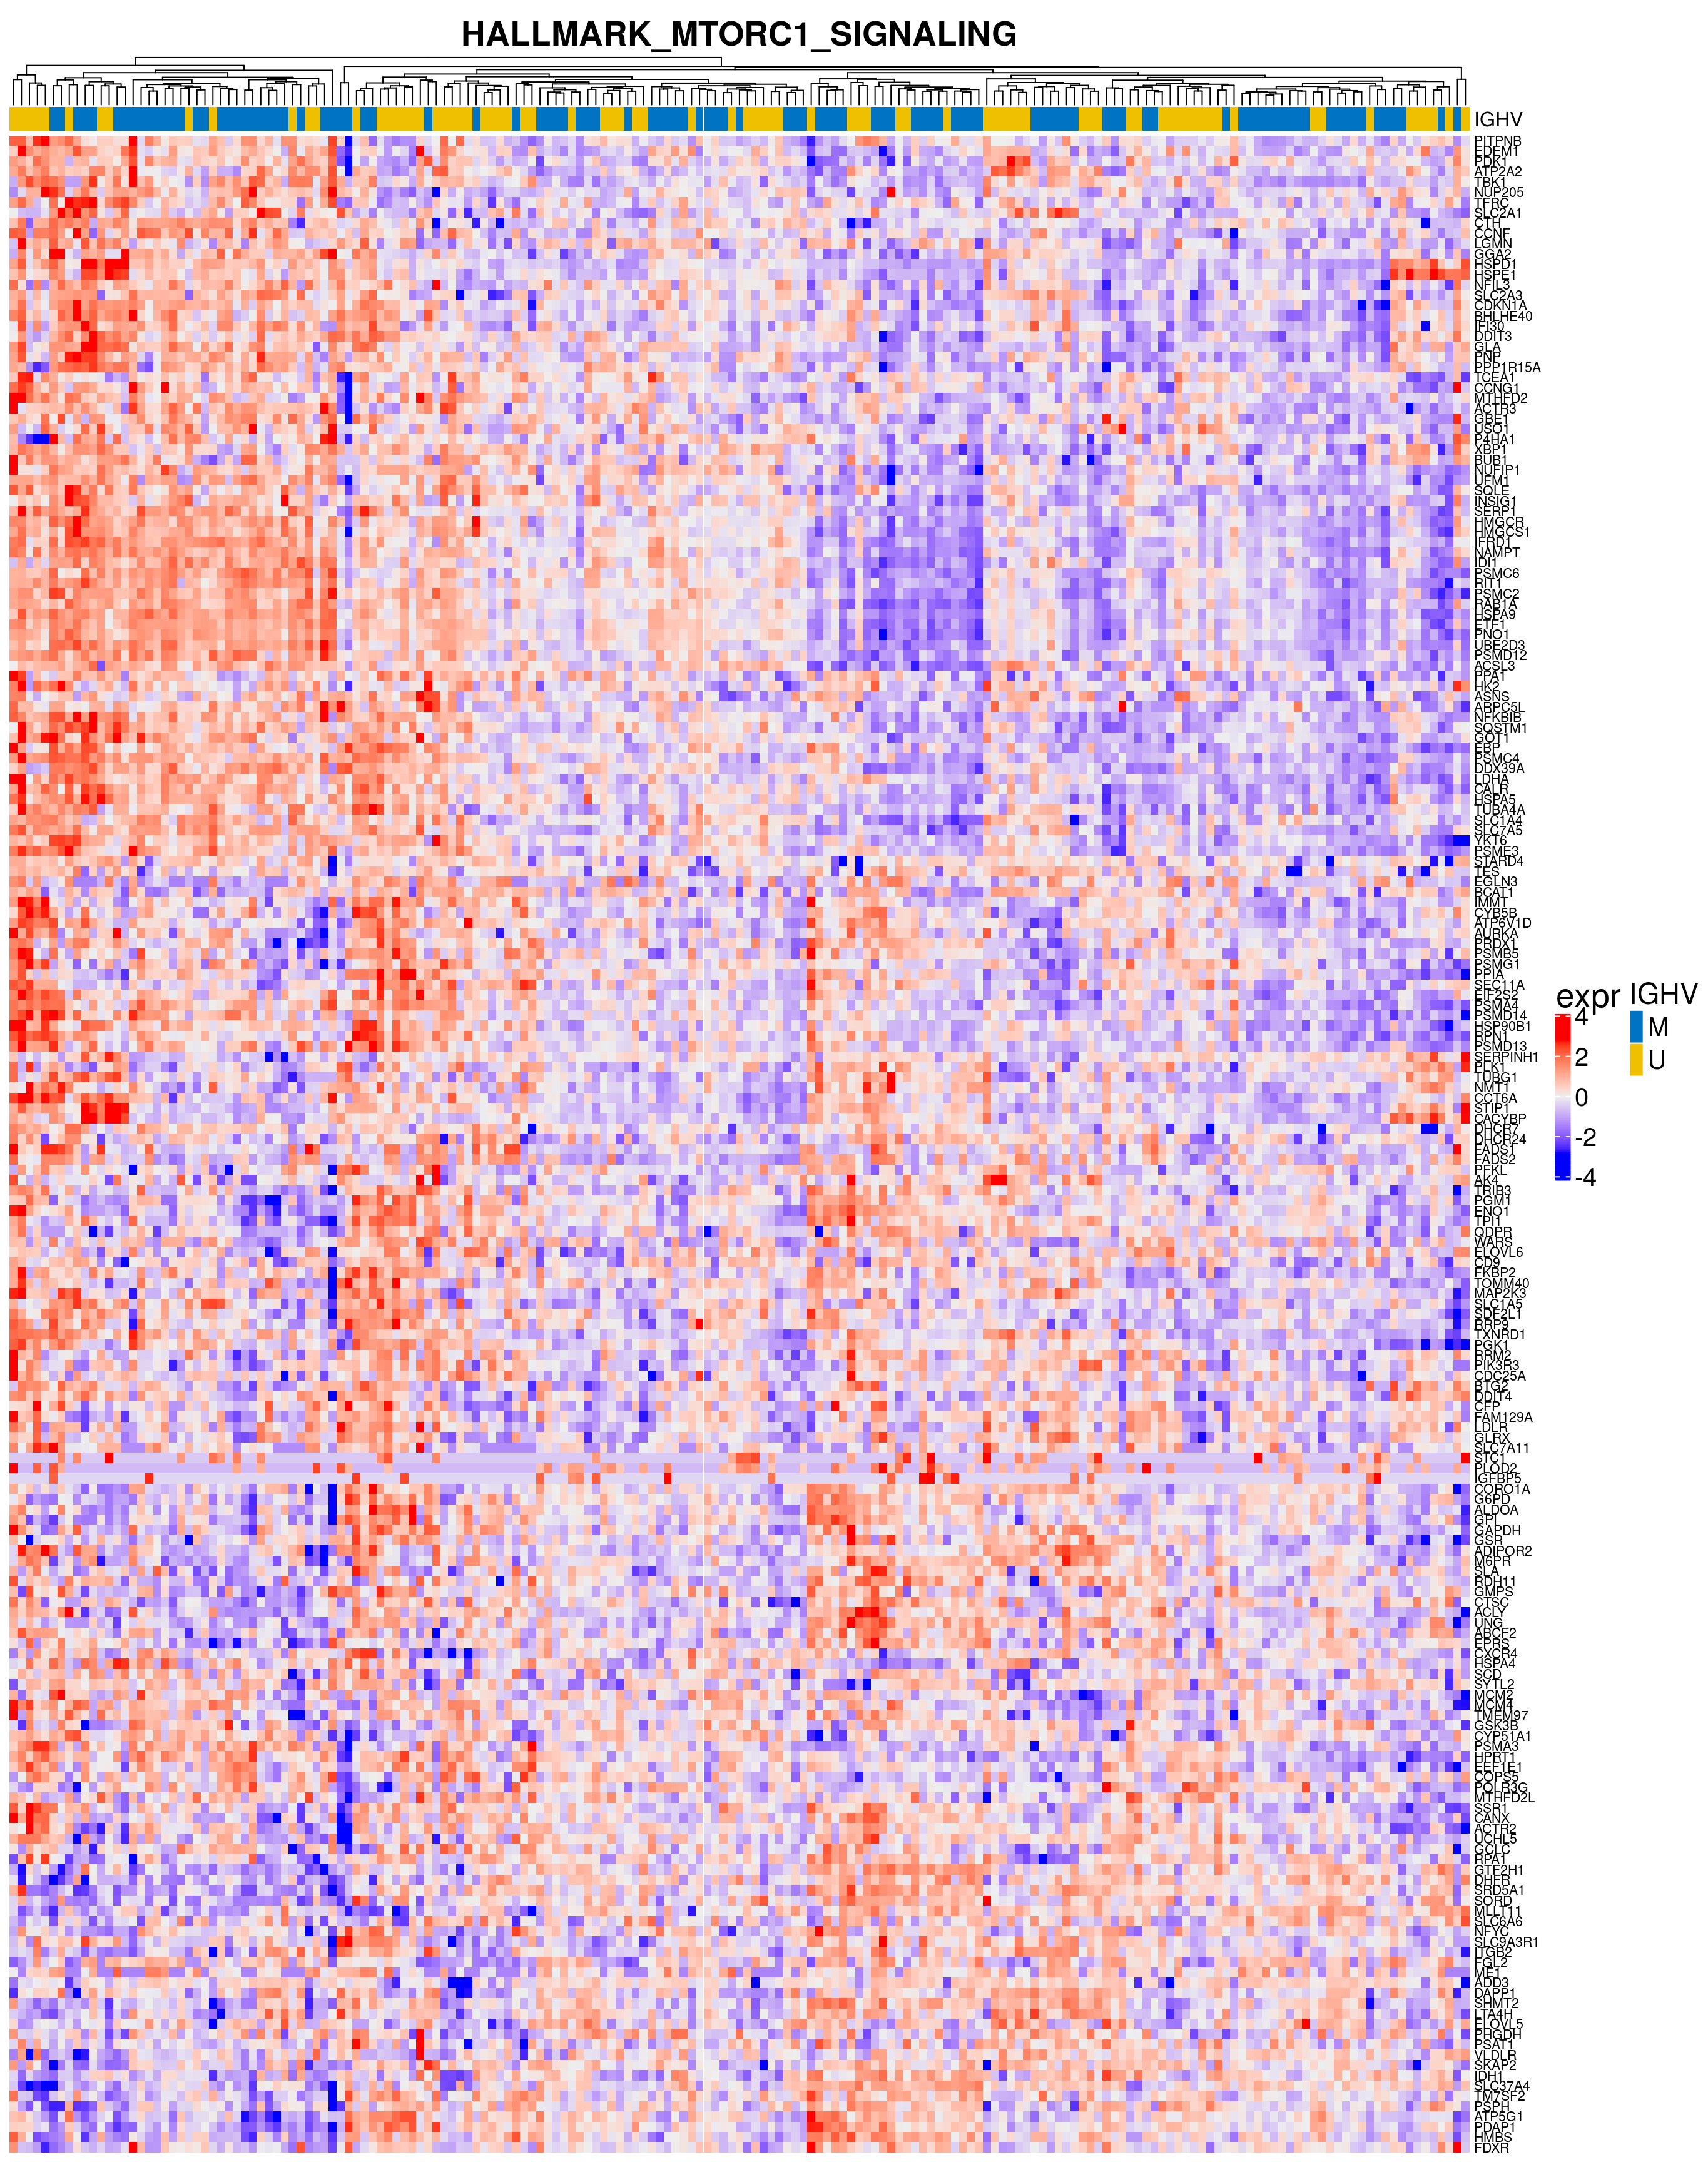 HALLMARK_MTORC1_SIGNALING
IGHV
PITPNB
EDEM1
PDK1
ATP2A2
TBK1
NUP205
TFRC
SLC2A1
CTH
CCNF
LGMN
GGA2
HSPD1
HSPE1
NFIL3
SLC2A3
CDKN1A
BHLHE40
IFI30
DDIT3
GLA
PNP
PPP1R15A
TCEA1
CCNG1
MTHFD2
ACTR3
GBE1
USO1
P4HA1
XBP1
BUB1
NUFIP1
UFM1
SQLE
INSIG1
SERP1
HMGCR
HMGCS1
IFRD1
NAMPT
IDI1
PSMC6
RIT1
PSMC2
RAB1A
HSPA9
ETF1
PNO1
UBE2D3
PSMD12
ACSL3
PPA1
HK2
ASNS
ARPC5L
NFKBIB
SQSTM1
GOT1
EBP
PSMC4
DDX39A
LDHA
CALR
HSPA5
TUBA4A
SLC1A4
SLC7A5
YKT6
PSME3
STARD4
TES
EGLN3
BCAT1
IMMT
CYB5B
ATP6V1D
AURKA
PRDX1
PSMB5
PSMG1
PPIA
SEC11A
EIF2S2
PSMA4
PSMD14
HSP90B1
RPN1
PSMD13
SERPINH1
PLK1
TUBG1
NMT1
CCT6A
STIP1
CACYBP
DHCR7
DHCR24
FADS1
FADS2
PFKL
AK4
TRIB3
PGM1
ENO1
TPI1
QDPR
WARS
ELOVL6
CD9
FKBP2
TOMM40
MAP2K3
SLC1A5
SDF2L1
RRP9
TXNRD1
PGK1
RRM2
PIK3R3
CDC25A
BTG2
DDIT4
CFP
FAM129A
LDLR
GLRX
SLC7A11
STC1
PLOD2
IGFBP5
CORO1A
G6PD
ALDOA
GPI
GAPDH
GSR
ADIPOR2
M6PR
SLA
RDH11
GMPS
CTSC
ACLY
UNG
ABCF2
EPRS
CXCR4
HSPA4
SCD
SYTL2
MCM2
MCM4
TMEM97
GSK3B
CYP51A1
PSMA3
HPRT1
EEF1E1
COPS5
POLR3G
MTHFD2L
SSR1
CANX
ACTR2
UCHL5
GCLC
RPA1
GTF2H1
DHFR
SRD5A1
SORD
MLLT11
SLC6A6
NFYC
SLC9A3R1
ITGB2
FGL2
ME1
ADD3
DAPP1
SHMT2
LTA4H
ELOVL5
PHGDH
PSAT1
VLDLR
SKAP2
IDH1
SLC37A4
TM7SF2
PSPH
ATP5G1
PDAP1
HMBS
FDXR
expr
4
2
0
-2
-4
IGHV
M
U